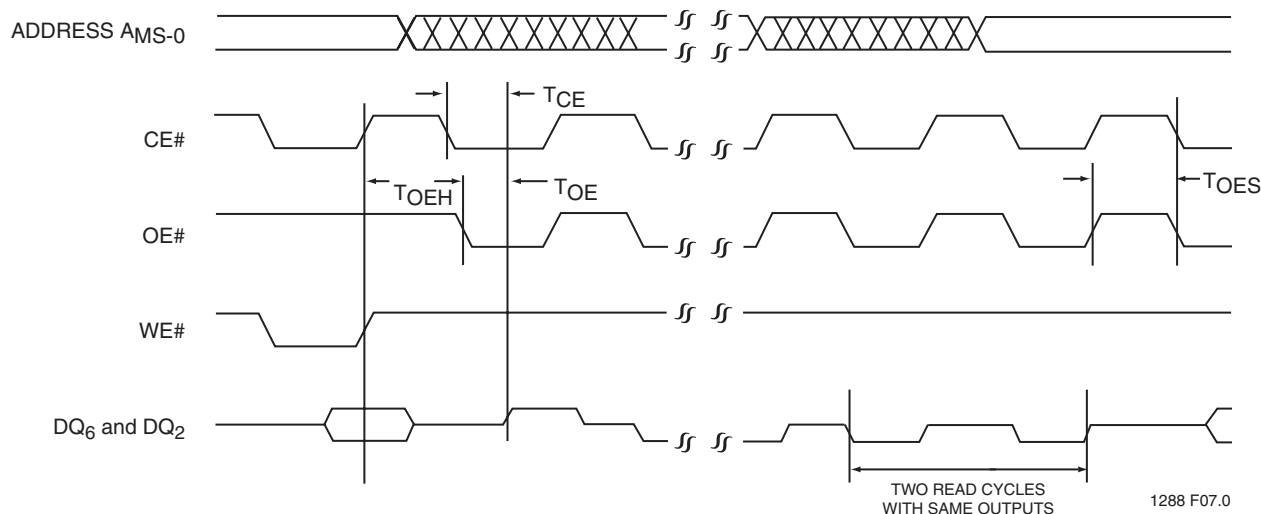 ADDRESS AMS-0
TCE
CE#
TOEH
TOE
TOES
OE#
WE#
DQ6 and DQ2
TWO READ CYCLES
WITH SAME OUTPUTS
1288 F07.0